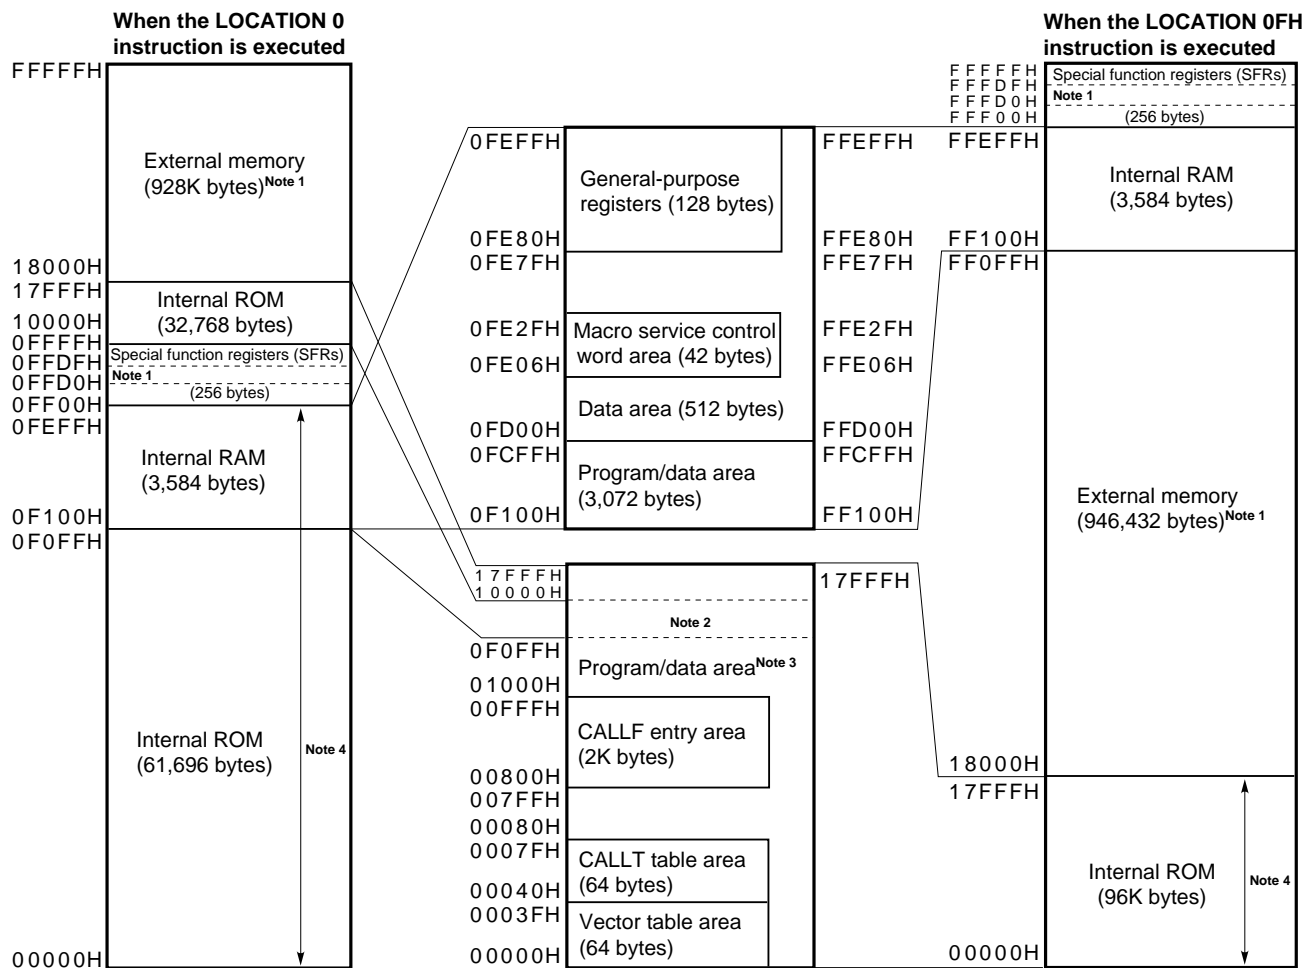 When the LOCATION 0
instruction is executed
FFFFFH
External memory
(928K bytes)Note 1
18000H
17FFFH
Internal ROM
(32,768 bytes)
10000H
0FFFFH
Special function registers (SFRs)
0FFDFH
Note 1
0FFD0H
(256 bytes)
0FF00H
0FEFFH
Internal RAM
(3,584 bytes)
0F100H
0F0FFH
Internal ROM
(61,696 bytes)
Note 4
00000H
0FEFFH
FFEFFH
General-purpose
registers (128 bytes)
0FE80H
FFE80H
0FE7FH
FFE7FH
0FE2FH
FFE2FH
Macro service control
word area (42 bytes)
0FE06H
FFE06H
Data area (512 bytes)
0FD00H
FFD00H
0FCFFH
FFCFFH
Program/data area
(3,072 bytes)
0F100H
FF100H
17FFFH
17FFFH
10000H
Note 2
0F0FFH
Program/data areaNote 3
01000H
00FFFH
CALLF entry area
(2K bytes)
00800H
007FFH
00080H
0007FH
CALLT table area
(64 bytes)
00040H
0003FH
Vector table area
(64 bytes)
00000H
When the LOCATION 0FH
instruction is executed
FFFFFH
Special function registers (SFRs)
FFFDFH
Note 1
FFFD0H
FFF00H
(256 bytes)
FFEFFH
Internal RAM
(3,584 bytes)
FF100H
FF0FFH
External memory
(946,432 bytes)Note 1
18000H
17FFFH
Internal ROM
(96K bytes)
Note 4
00000H